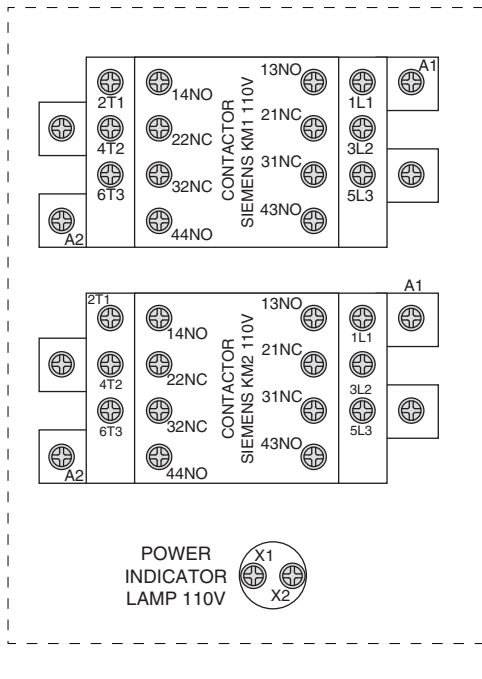 A1
13NO
1L1
2T1
14NO
21NC
3L2
4T2
22NC
31NC
5L3
6T3
32NC
43NO
44NO
A2
CONTACTOR
SIEMENS KM1 110V
A1
2T1
13NO
1L1
14NO
21NC
3L2
4T2
22NC
31NC
5L3
6T3
32NC
43NO
44NO
A2
CONTACTOR
SIEMENS KM2 110V
POWER
INDICATOR
LAMP 110V
X1
X2